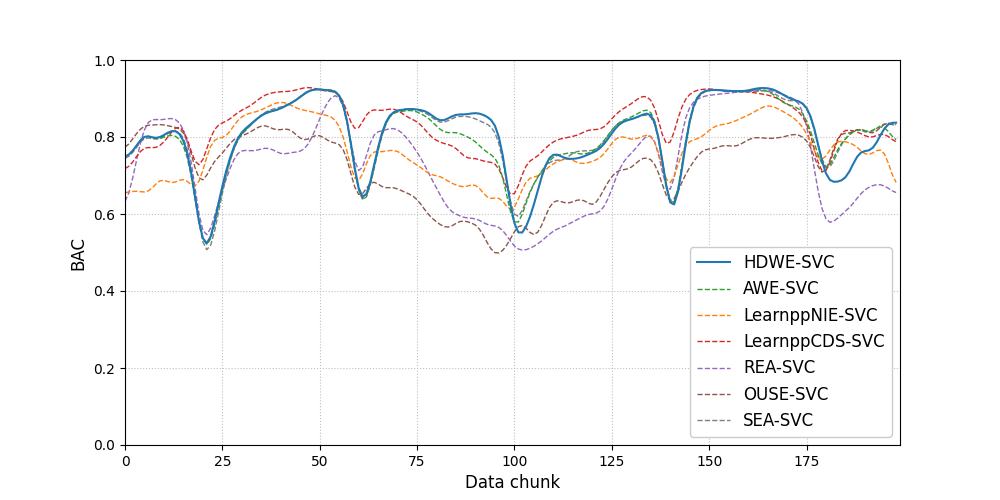 1.0
0.8
0.6
0.4
0.2
0.0
BAC
0
25
50
75
100
125
150
175
Data chunk
HDWE-SVC
AWE-SVC
LearnppNIE-SVC
LearnppCDS-SVC
REA-SVC
OUSE-SVC
SEA-SVC